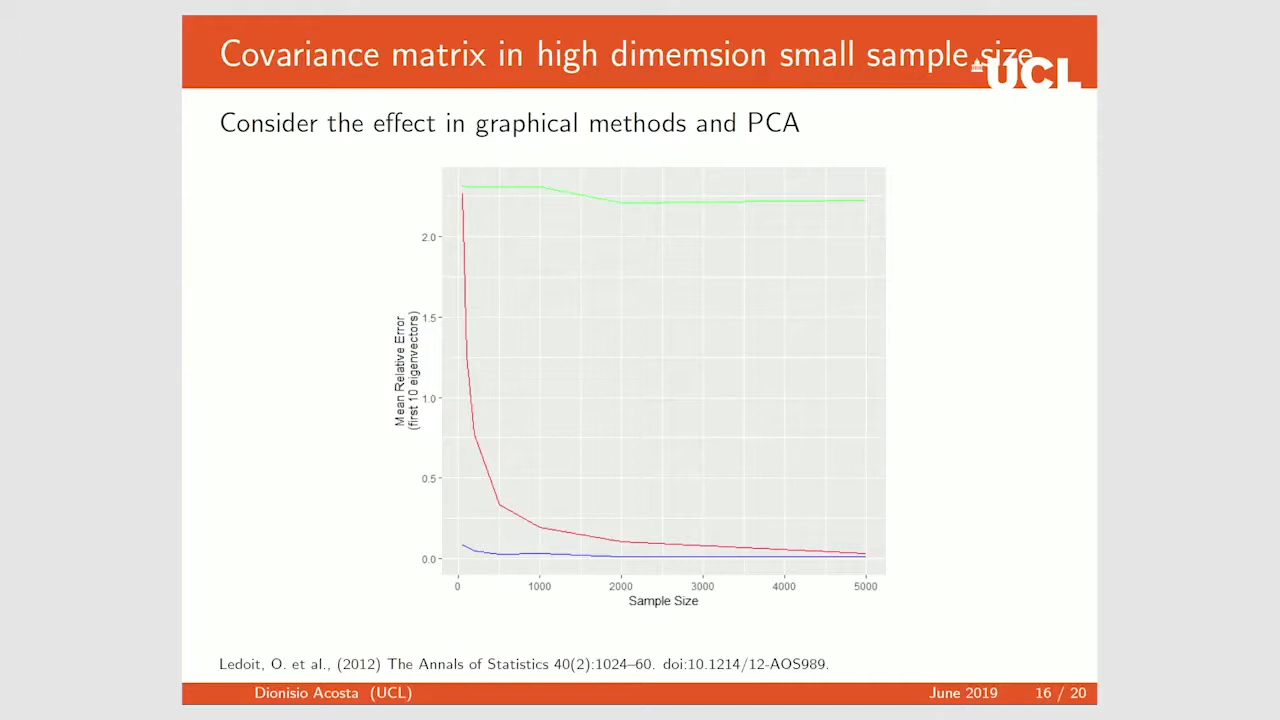 Covariance matrix in high dimemsion small sample size
UCL
Consider the effect in graphical methods and PCA
Mean Relative Error
(first 10 eigenvectors)
2.0
1.5
1.0
0.5
0.0
0 1000 2000 3000 4000 5000
Sample Size
Ledoit, O. et al., (2012) The Annals of Statistics 40(2):1024–60. doi:10.1214/12-AOS989.
Dionisio Acosta (UCL) June 2019 16 / 20